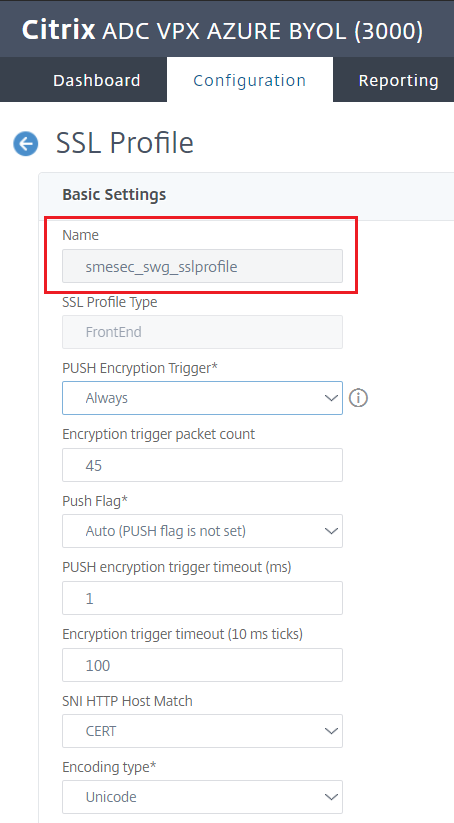 Citrix ADC VPX AZURE BYOL (3000)
Dashboard Configuration Reporting
SSL Profile
Basic Settings
Name
smesec_swg_sslprofile
SSL Profile Type
FrontEnd
PUSH Encryption Trigger*
Always
Encryption trigger packet count
45
Push Flag*
Auto (PUSH flag is not set)
PUSH encryption trigger timeout (ms)
1
Encryption trigger timeout (10 ms ticks)
100
SNI HTTP Host Match
CERT
Encoding type*
Unicode